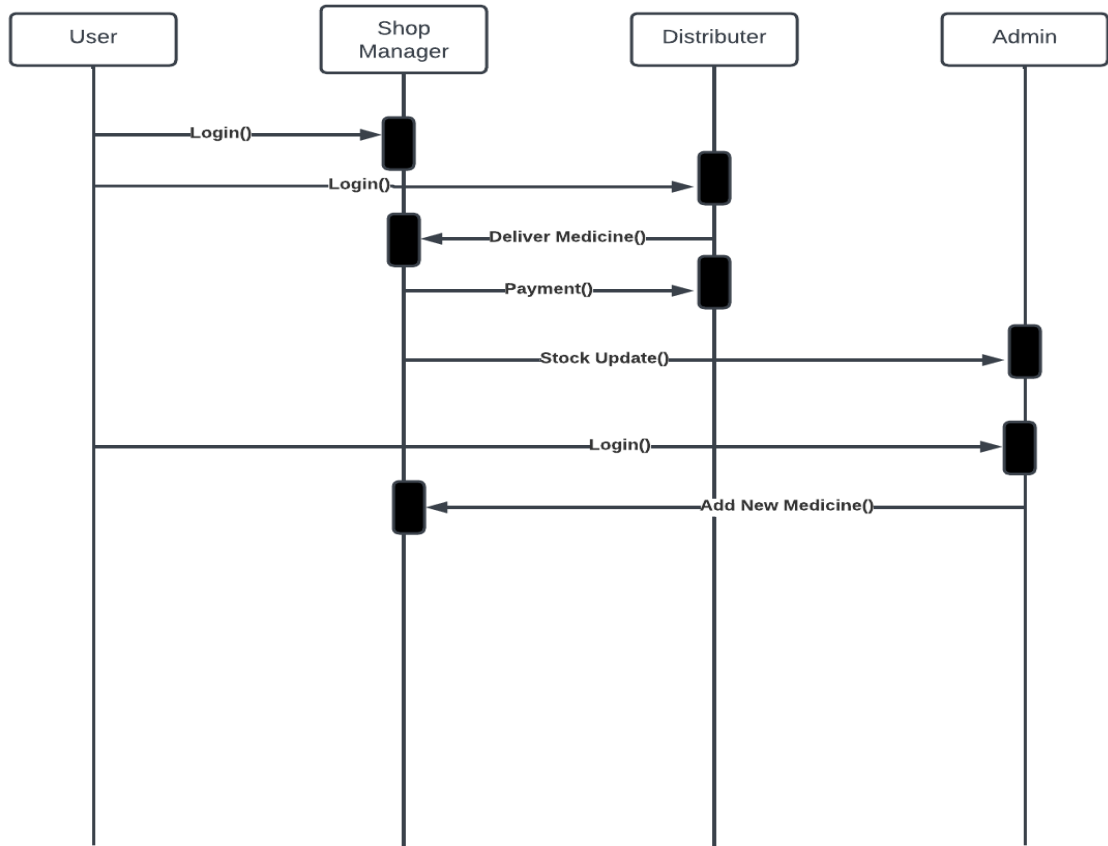 User
Shop
Manager
Distributer
Admin
Login()
Login()
Deliver Medicine()
Payment()
Stock Update()
Login()
Add New Medicine()